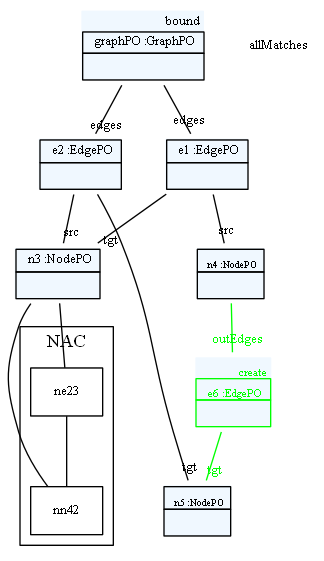 bound
graphPO :GraphPO
allMatches
edges
edges
e2 :EdgePO
e1 :EdgePO
src
tgt
src
n3 :NodePO
n4 :NodePO
NAC
outEdges
create
ne23
e6 :EdgePO
tgt
tgt
nn42
n5 :NodePO